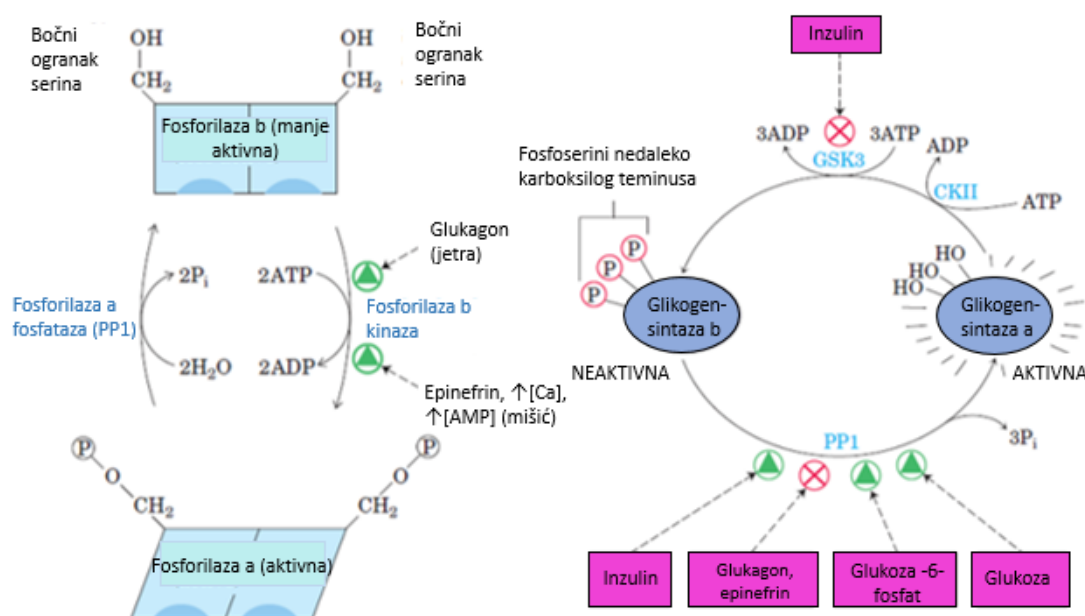 Bočni
ogranak
serina
OH
CH₂
OH
CH₂
Bočni
ogranak
serina
Fosforilaza b (manje
aktivna)
Glukagon
(jetra)
2Pᵢ
2ATP
Fosforilaza a
fosfataza (PP1)
Fosforilaza b
kinaza
2H₂O
2ADP
Epinefrin, ↑[Ca],
↑[AMP] (mišić)
P
O
CH₂
P
O
CH₂
Fosforilaza a (aktivna)
Inzulin
3ADP
3ATP
GSK3
ADP
CKII
ATP
Fosfoserini nedaleko
karboksilog teminusa
P
P
P
HO
HO
HO
Glikogen-
sintaza b
Glikogen-
sintaza a
NEAKTIVNA
AKTIVNA
PP1
3Pᵢ
Inzulin
Glukagon,
epinefrin
Glukoza -6-
fosfat
Glukoza